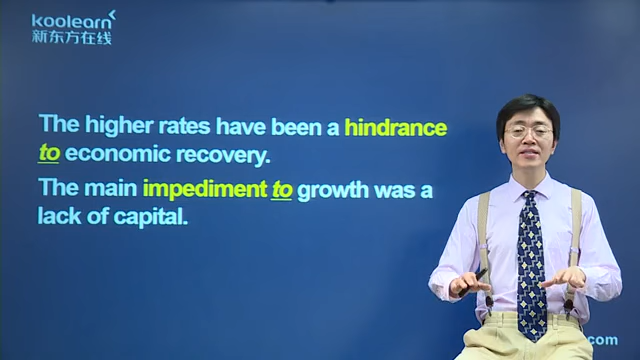 koolearn
新东方在线
The higher rates have been a hindrance
to economic recovery.
The main impediment to growth was a
lack of capital.
.com